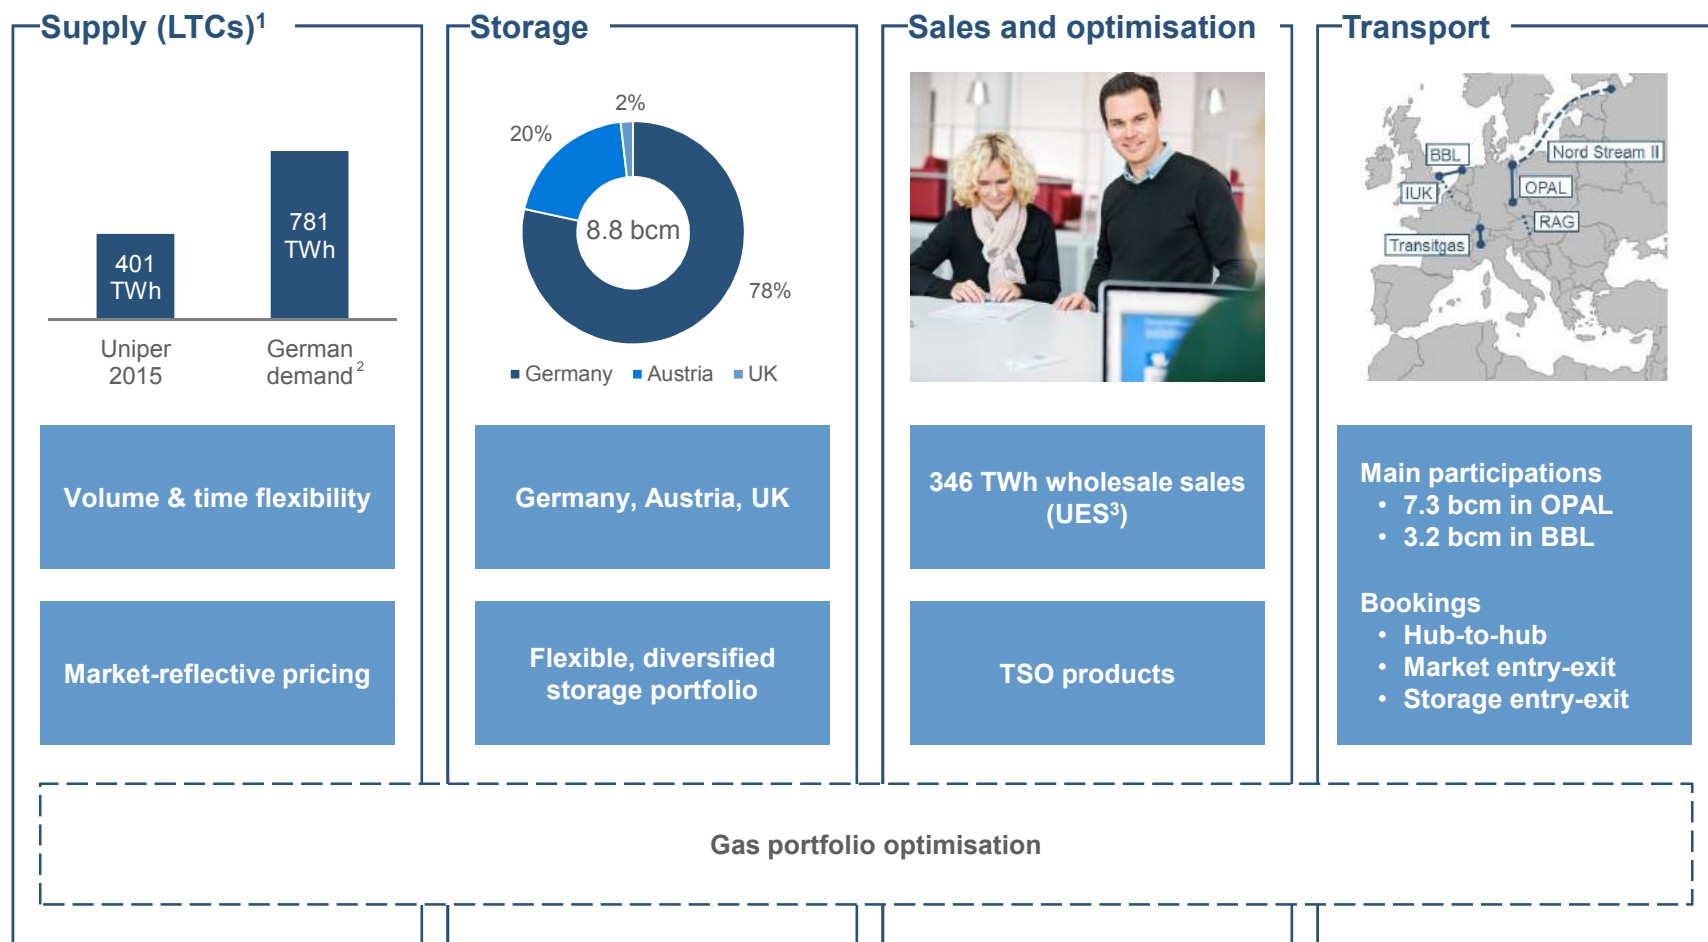 Supply (LTCs)¹
401
TWh
781
TWh
Uniper
2015
German
demand²
Volume & time flexibility
Market-reflective pricing
Storage
2%
20%
8.8 bcm
78%
Germany Austria UK
Germany, Austria, UK
Flexible, diversified
storage portfolio
Sales and optimisation
346 TWh wholesale sales
(UES³)
TSO products
Transport
BBL
Nord Stream II
IUK
OPAL
RAG
Transitgas
Main participations
• 7.3 bcm in OPAL
• 3.2 bcm in BBL
Bookings
• Hub-to-hub
• Market entry-exit
• Storage entry-exit
Gas portfolio optimisation